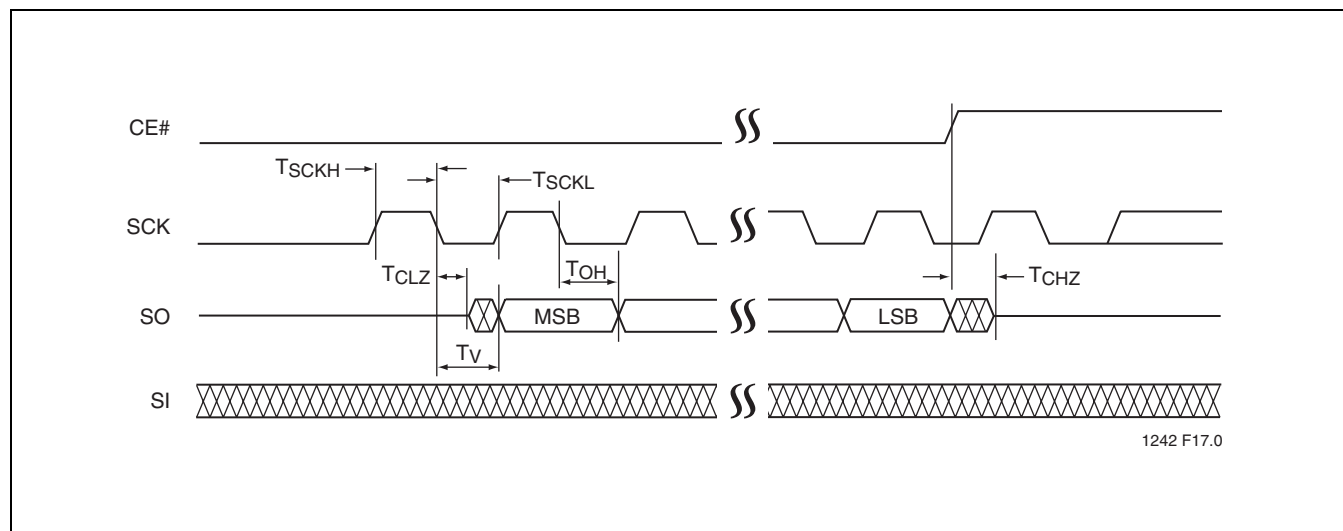 CE#
TSCKH
TSCKL
SCK
TCLZ
TOH
TCHZ
SO
MSB
LSB
TV
SI
1242 F17.0